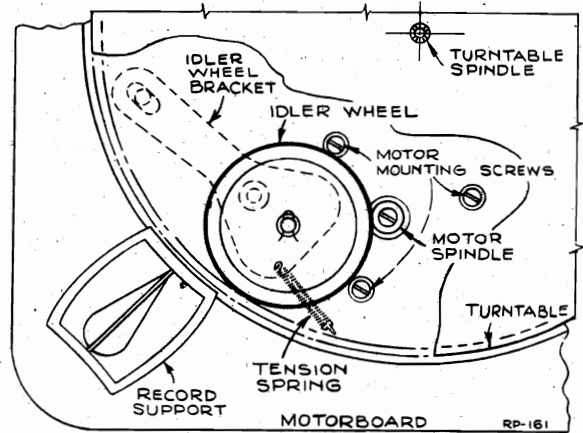 IDLER
WHEEL
BRACKET
TURNTABLE
SPINDLE
IDLER WHEEL
MOTOR
MOUNTING SCREWS
MOTOR
SPINDLE
TURNTABLE
TENSION
SPRING
RECORD
SUPPORT
MOTORBOARD
RP-161